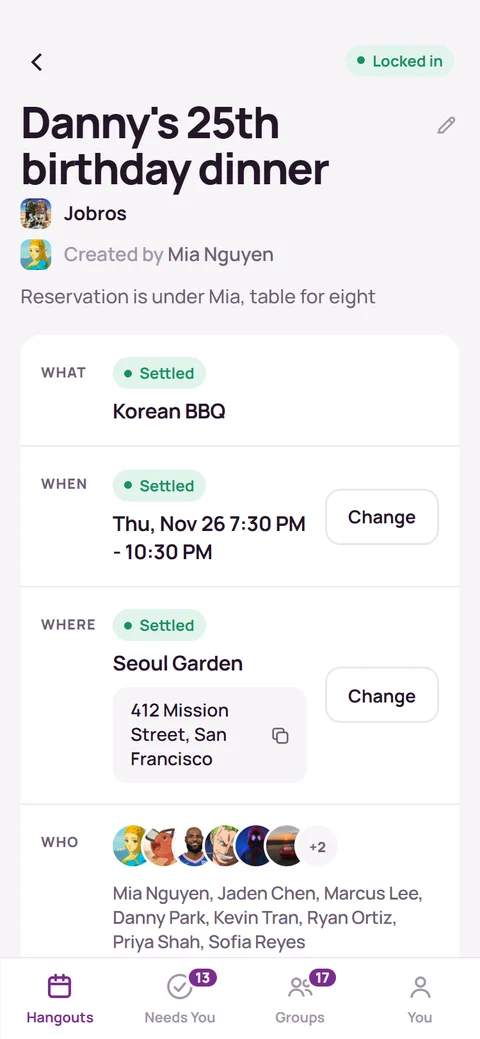 Locked in
Danny's 25th
birthday dinner
Jobros
Created by Mia Nguyen
Reservation is under Mia, table for eight
WHAT
Settled
Korean BBQ
WHEN
Settled
Thu, Nov 26 7:30 PM
- 10:30 PM
Change
WHERE
Settled
Seoul Garden
412 Mission
Street, San
Francisco
Change
WHO
+2
Mia Nguyen, Jaden Chen, Marcus Lee,
Danny Park, Kevin Tran, Ryan Ortiz,
Priya Shah, Sofia Reyes
13
17
Hangouts
Needs You
Groups
You